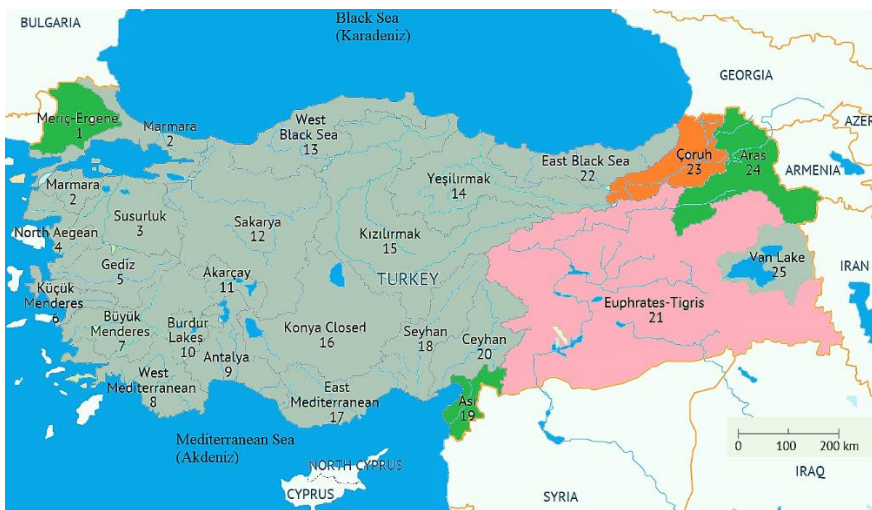 BULGARIA
Black Sea
(Karadeniz)
GEORGIA
Meriç-Ergene
1
Marmara
2
West
Black Sea
13
East Black Sea
22
Çoruh
23
Aras
24
AZER
ARMENIA
Marmara
2
Susurluk
3
Yeşilırmak
14
North Aegean
4
Sakarya
12
Kızılırmak
15
Gediz
5
Akarçay
11
TURKEY
Van Lake
25
IRAN
Küçük
Menderes
6
Euphrates-Tigris
21
Büyük
Menderes
7
Burdur
Lakes
10
Konya Closed
16
Seyhan
18
Ceyhan
20
Antalya
9
West
Mediterranean
8
East
Mediterranean
17
Asi
19
Mediterranean Sea
(Akdeniz)
0 100 200 km
NORTH CYPRUS
CYPRUS
SYRIA
IRAQ